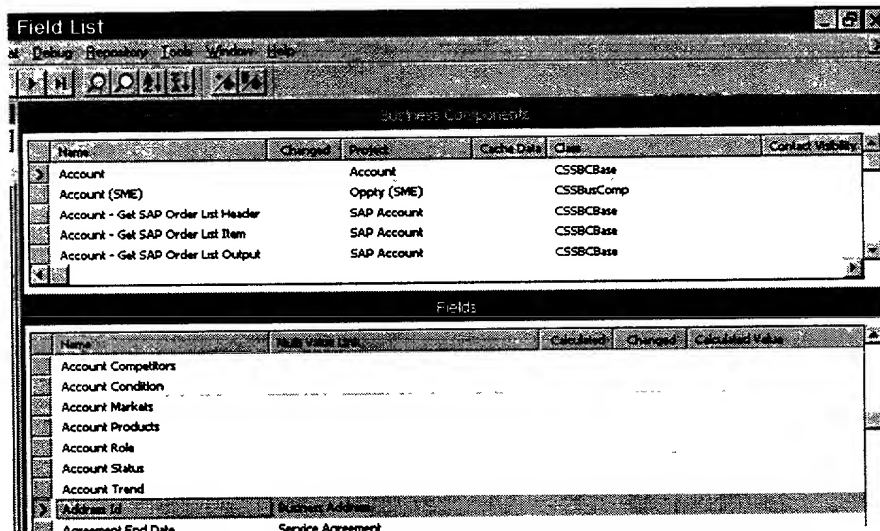 Field List
Debug Repository Tools Window Help
Business Components
Name Changed Project Cache Data Class Contact Visibility
Account Account CSSBCBase
Account (SME) Oppty (SME) CSSBusComp
Account - Get SAP Order List Header SAP Account CSSBCBase
Account - Get SAP Order List Item SAP Account CSSBCBase
Account - Get SAP Order List Output SAP Account CSSBCBase
Fields
Name Multi Value Link Calculated Changed Calculated Value
Account Competitors
Account Condition
Account Markets
Account Products
Account Role
Account Status
Account Trend
Address Id Business Address
Agreement End Date Service Agreement